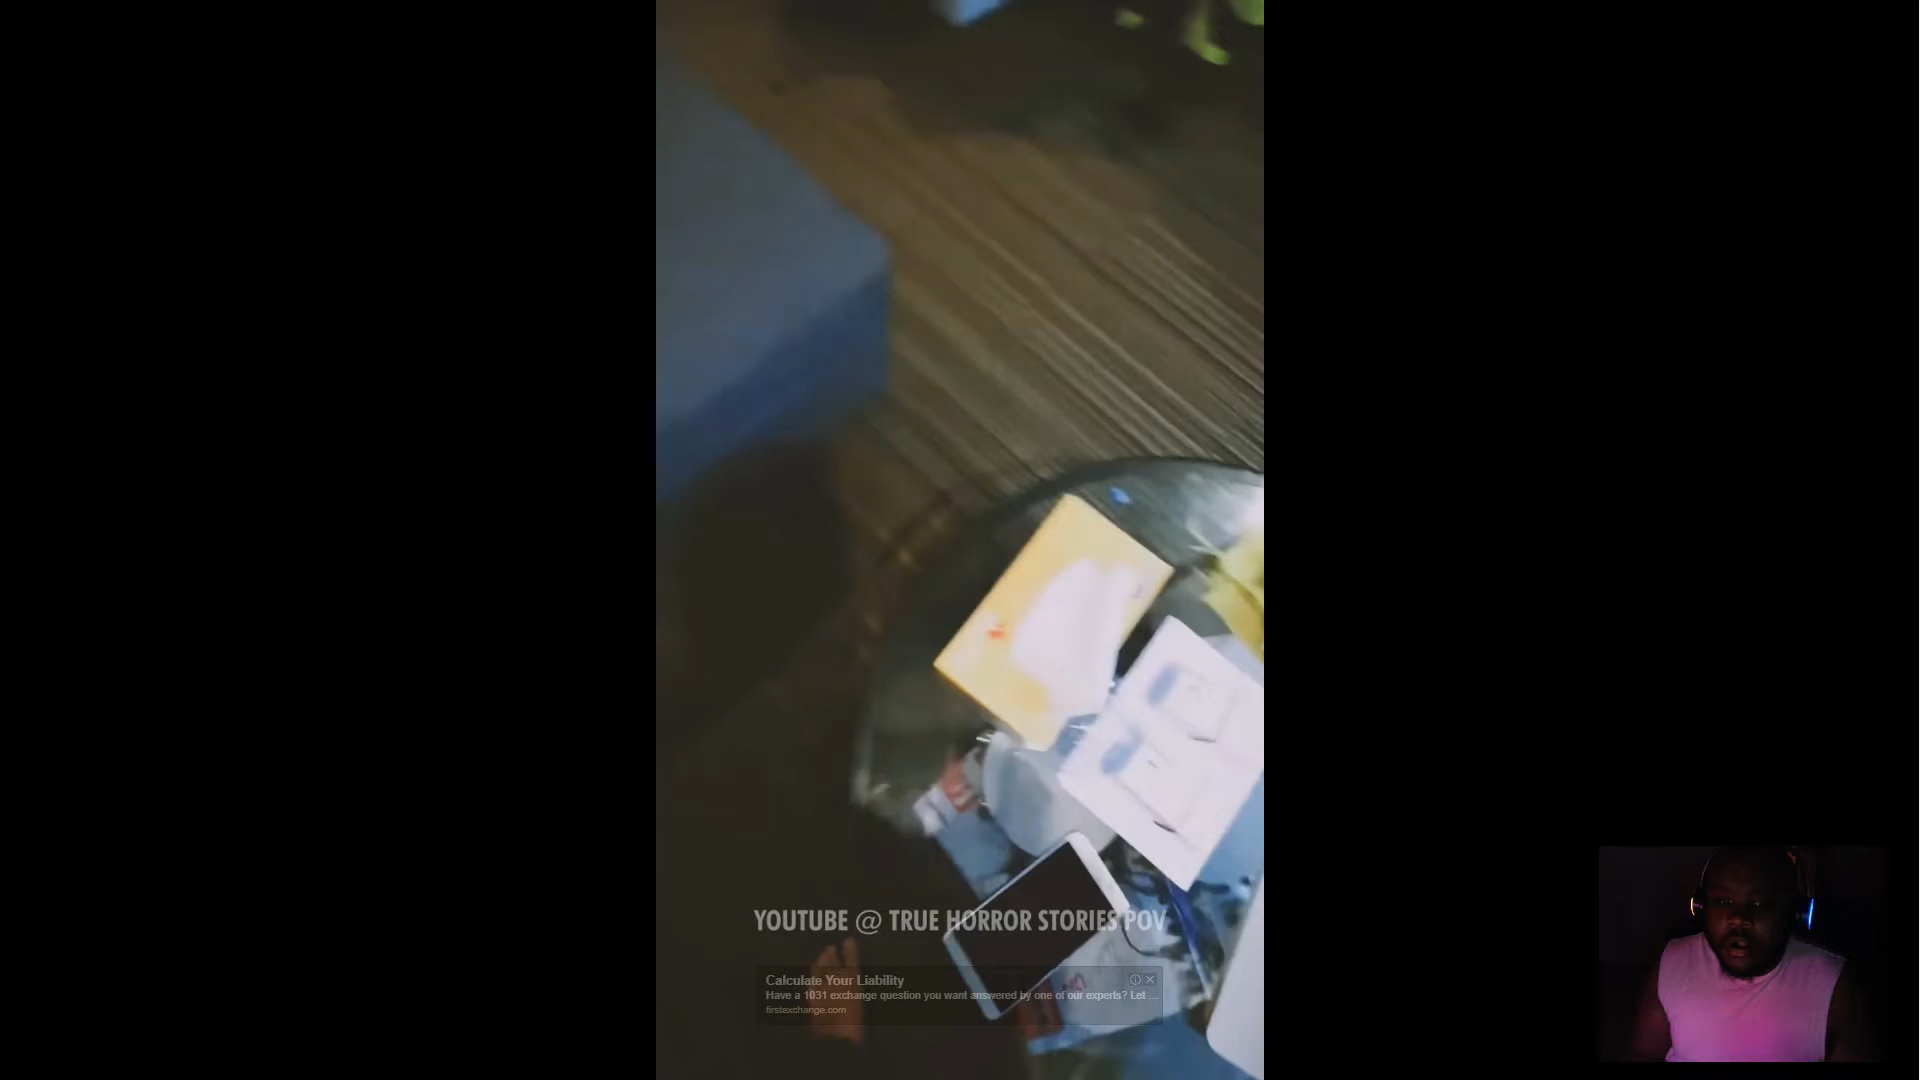 YOUTUBE @ TRUE HORROR STORIES POV
Calculate Your Liability
Have a 1031 exchange question you want answered by one of our experts? Let ...
firstexchange.com